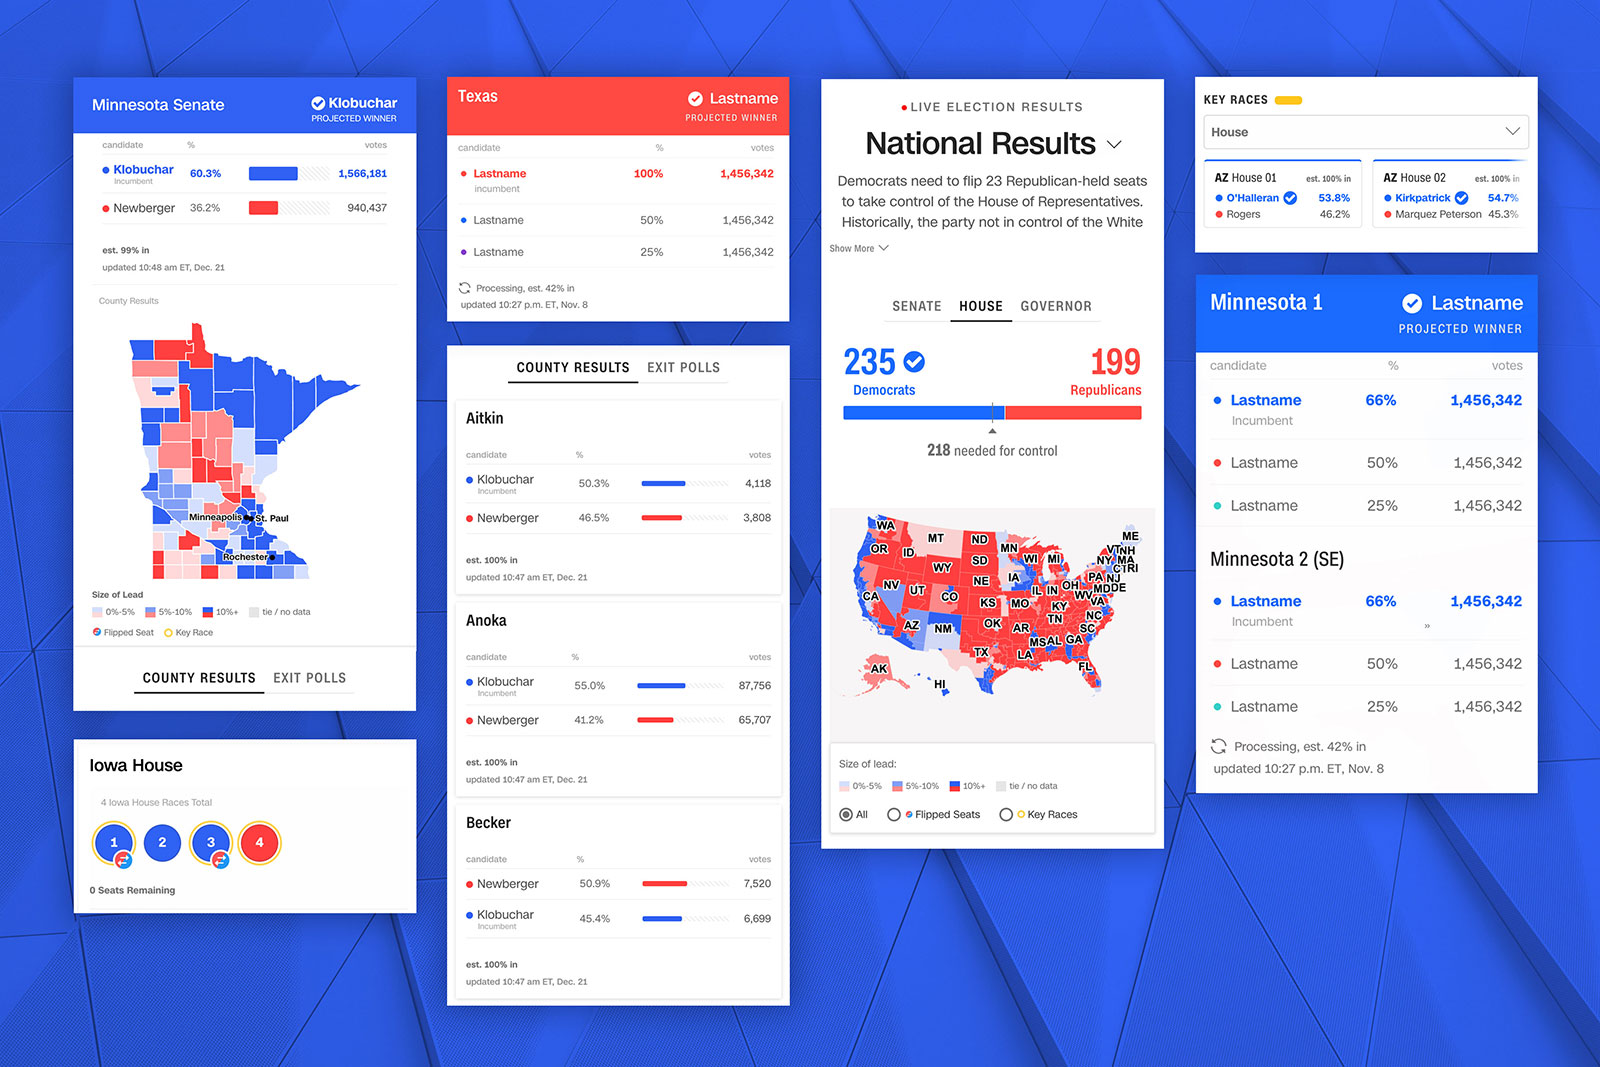 Minnesota Senate
Klobuchar
PROJECTED WINNER
candidate % votes
Klobuchar 60.3% 1,566,181
Incumbent
Newberger 36.2% 940,437
est. 99% in
updated 10:48 am ET, Dec. 21
County Results
Minneapolis St. Paul
Rochester
Size of Lead
0%-5% 5%-10% 10%+ tie / no data
Flipped Seat Key Race
COUNTY RESULTS EXIT POLLS
Iowa House
4 Iowa House Races Total
1 2 3 4
0 Seats Remaining
Texas
Lastname
PROJECTED WINNER
candidate % votes
Lastname 100% 1,456,342
incumbent
Lastname 50% 1,456,342
Lastname 25% 1,456,342
Processing, est. 42% in
updated 10:27 p.m. ET, Nov. 8
COUNTY RESULTS EXIT POLLS
Aitkin
candidate % votes
Klobuchar 50.3% 4,118
Incumbent
Newberger 46.5% 3,808
est. 100% in
updated 10:47 am ET, Dec. 21
Anoka
candidate % votes
Klobuchar 55.0% 87,756
Incumbent
Newberger 41.2% 65,707
est. 100% in
updated 10:47 am ET, Dec. 21
Becker
candidate % votes
Newberger 50.9% 7,520
Klobuchar 45.4% 6,699
Incumbent
est. 100% in
updated 10:47 am ET, Dec. 21
LIVE ELECTION RESULTS
National Results
Democrats need to flip 23 Republican-held seats
to take control of the House of Representatives.
Historically, the party not in control of the White
Show More
SENATE HOUSE GOVERNOR
235 199
Democrats Republicans
218 needed for control
WA MT ND MN ME
OR ID SD WI MI VT NH
WY NY MA
NV UT NE IA PA CT RI
CA CO IL IN OH NJ
KS MO WV MD DE
KY VA
AZ NM OK AR TN NC
SC
TX LA MS AL GA
AK FL
HI
Size of lead:
0%-5% 5%-10% 10%+ tie / no data
All Flipped Seats Key Races
KEY RACES
House
AZ House 01 est. 100% in
O'Halleran 53.8%
Rogers 46.2%
AZ House 02 est. 100% in
Kirkpatrick 54.7%
Marquez Peterson 45.3%
Minnesota 1
Lastname
PROJECTED WINNER
candidate % votes
Lastname 66% 1,456,342
Incumbent
Lastname 50% 1,456,342
Lastname 25% 1,456,342
Minnesota 2 (SE)
Lastname 66% 1,456,342
Incumbent
»
Lastname 50% 1,456,342
Lastname 25% 1,456,342
Processing, est. 42% in
updated 10:27 p.m. ET, Nov. 8